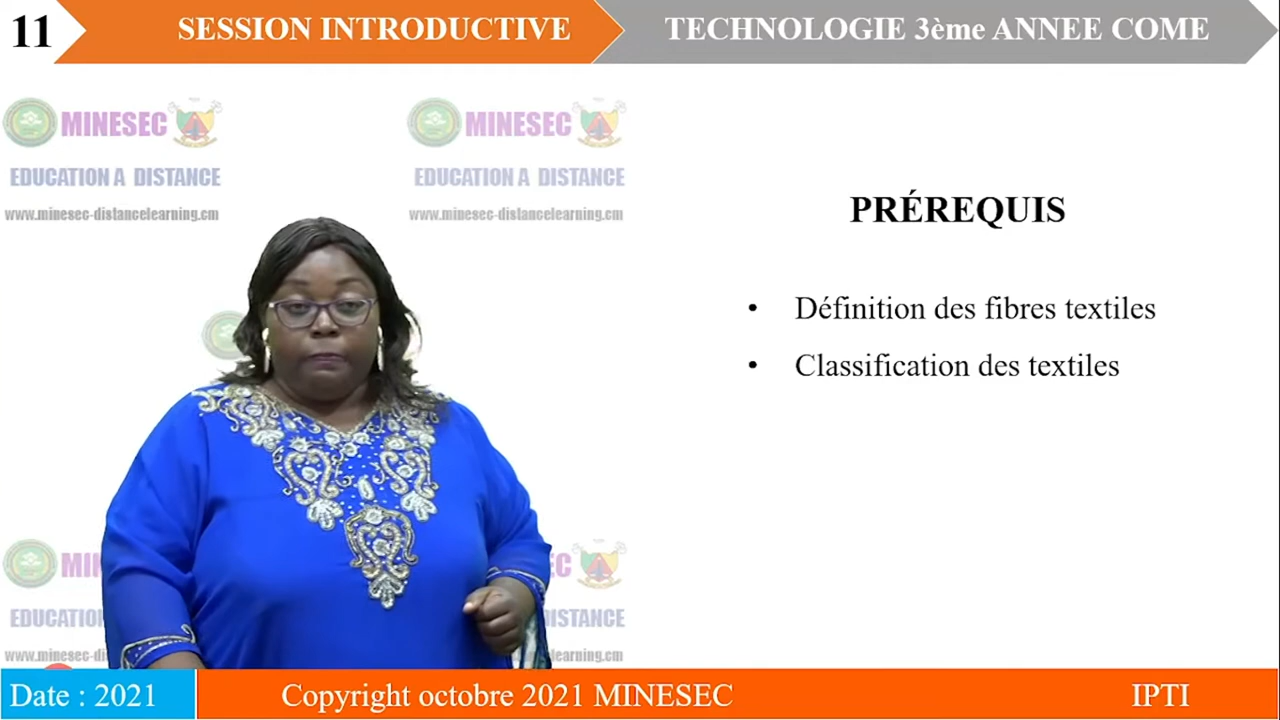 11
SESSION INTRODUCTIVE
TECHNOLOGIE 3ème ANNEE COME
MINESEC
EDUCATION A DISTANCE
www.minesec-distancelearning.cm
MINESEC
EDUCATION A DISTANCE
www.minesec-distancelearning.cm
PRÉREQUIS
• Définition des fibres textiles
• Classification des textiles
Date : 2021
Copyright octobre 2021 MINESEC
IPTI